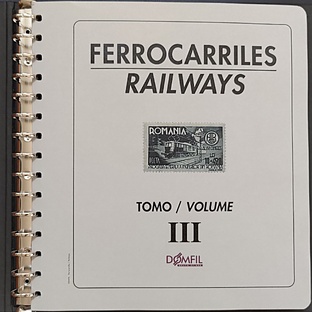 FERROCARRILES
RAILWAYS
ROMANIA
TOMO / VOLUME
III
DOMFIL